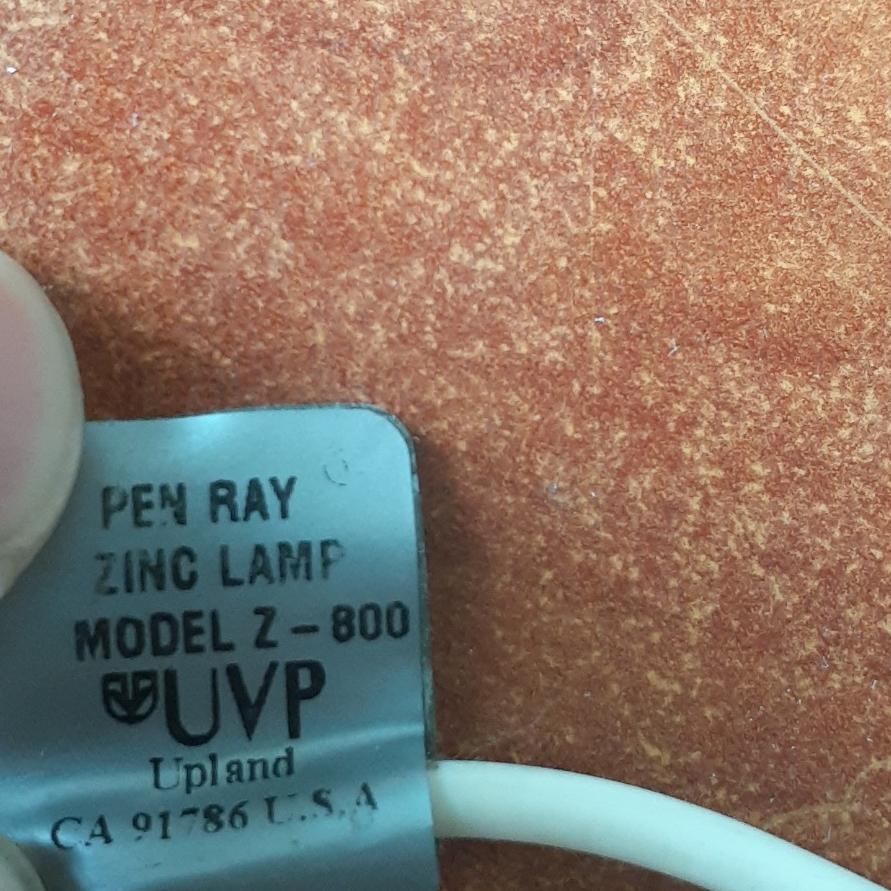 PEN RAY
ZINC LAMP
MODEL Z-800
UVP
Upland
CA 91786 U.S.A